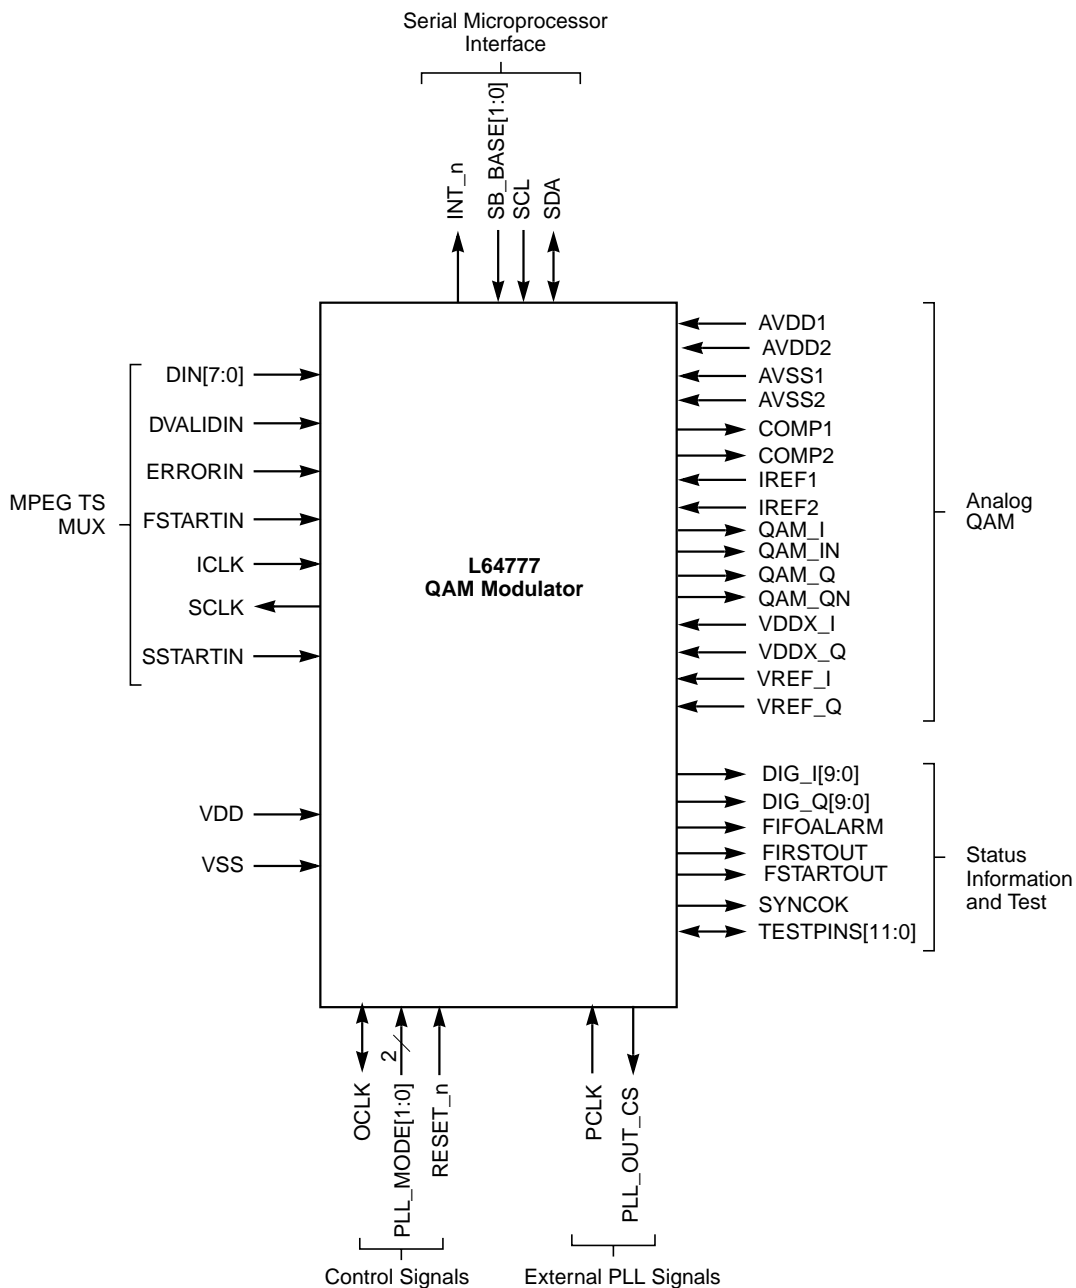 Serial Microprocessor
Interface
INT_n
SB_BASE[1:0]
SCL
SDA
MPEG TS
MUX
DIN[7:0]
DVALIDIN
ERRORIN
FSTARTIN
ICLK
SCLK
SSTARTIN
VDD
VSS
L64777
QAM Modulator
AVDD1
AVDD2
AVSS1
AVSS2
COMP1
COMP2
IREF1
IREF2
QAM_I
QAM_IN
QAM_Q
QAM_QN
VDDX_I
VDDX_Q
VREF_I
VREF_Q
Analog
QAM
DIG_I[9:0]
DIG_Q[9:0]
FIFOALARM
FIRSTOUT
FSTARTOUT
SYNCOK
TESTPINS[11:0]
Status
Information
and Test
OCLK
2
PLL_MODE[1:0]
RESET_n
PCLK
PLL_OUT_CS
Control Signals
External PLL Signals